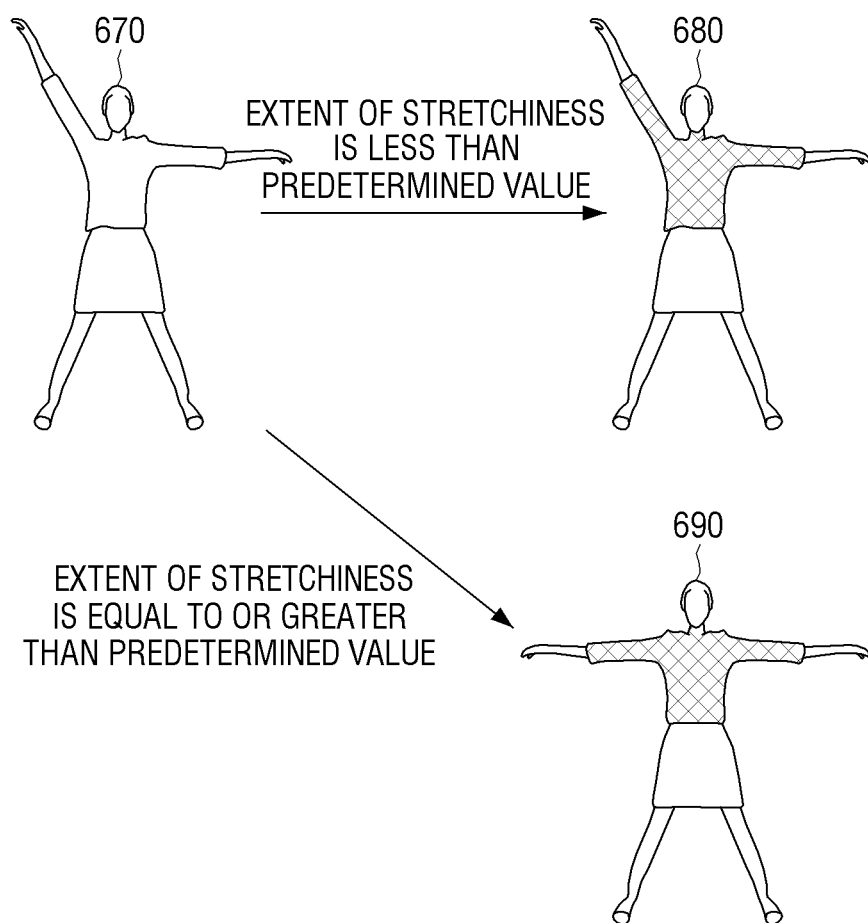 670
680
EXTENT OF STRETCHINESS
IS LESS THAN
PREDETERMINED VALUE
690
EXTENT OF STRETCHINESS
IS EQUAL TO OR GREATER
THAN PREDETERMINED VALUE